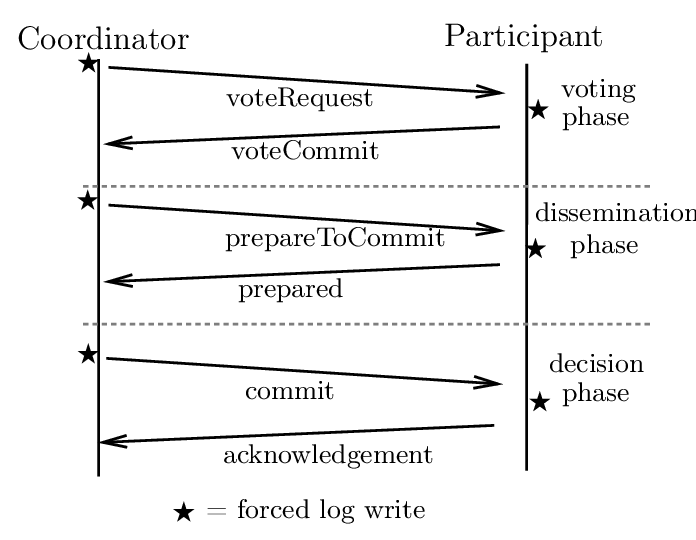 Coordinator
Participant
voteRequest
voting
phase
voteCommit
dissemination
prepareToCommit
phase
prepared
decision
commit
phase
acknowledgement
★ = forced log write